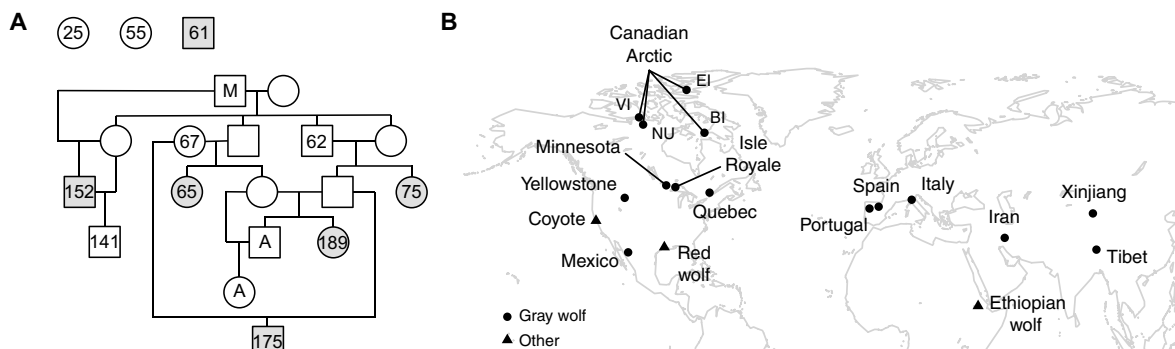 A
25
55
61
M
67
62
152
65
75
141
A
189
A
175
B
Canadian
Arctic
EI
VI
NU
BI
Minnesota
Isle
Royale
Yellowstone
Coyote
Quebec
Mexico
Red
wolf
Spain
Italy
Portugal
Iran
Xinjiang
Tibet
Ethiopian
wolf
Gray wolf
Other